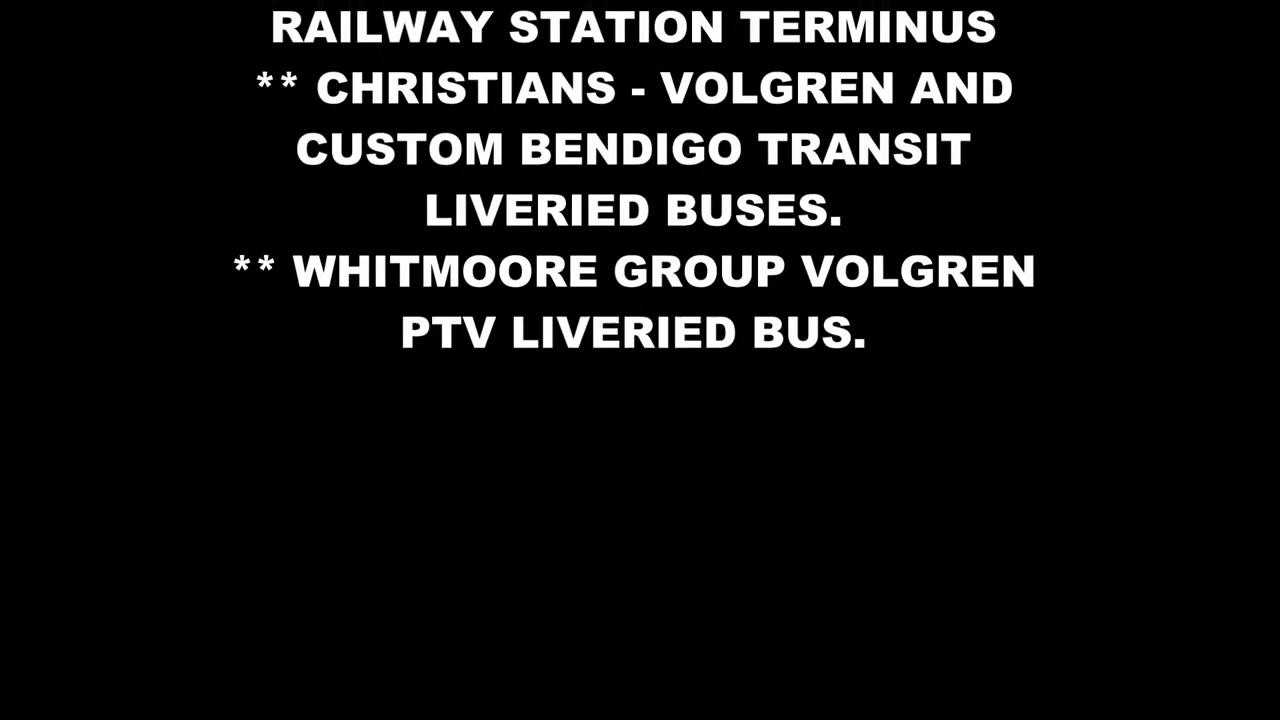 RAILWAY STATION TERMINUS
** CHRISTIANS - VOLGREN AND
CUSTOM BENDIGO TRANSIT
LIVERIED BUSES.
** WHITMOORE GROUP VOLGREN
PTV LIVERIED BUS.